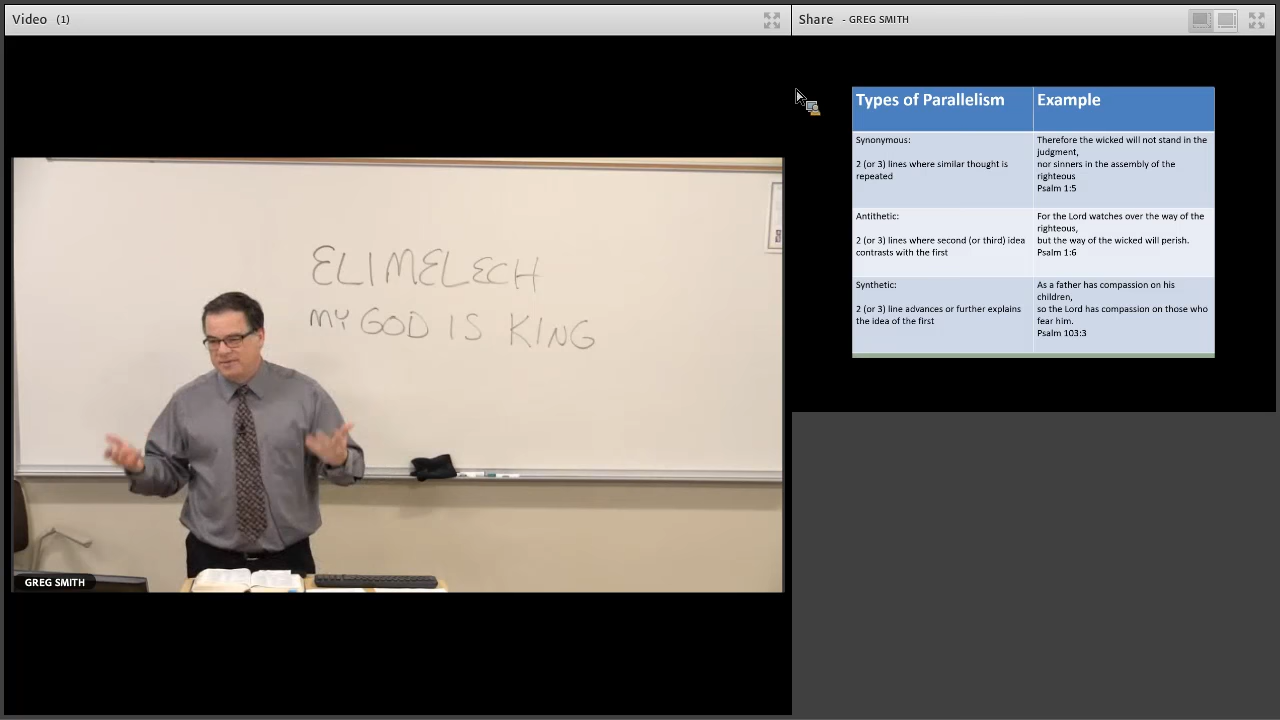 Video (1)
Share - GREG SMITH
ELIMELECH
MY GOD IS KING
GREG SMITH
Types of Parallelism
Example
Synonymous:
2 (or 3) lines where similar thought is
repeated
Therefore the wicked will not stand in the
judgment,
nor sinners in the assembly of the
righteous
Psalm 1:5
Antithetic:
2 (or 3) lines where second (or third) idea
contrasts with the first
For the Lord watches over the way of the
righteous,
but the way of the wicked will perish.
Psalm 1:6
Synthetic:
2 (or 3) line advances or further explains
the idea of the first
As a father has compassion on his
children,
so the Lord has compassion on those who
fear him.
Psalm 103:3